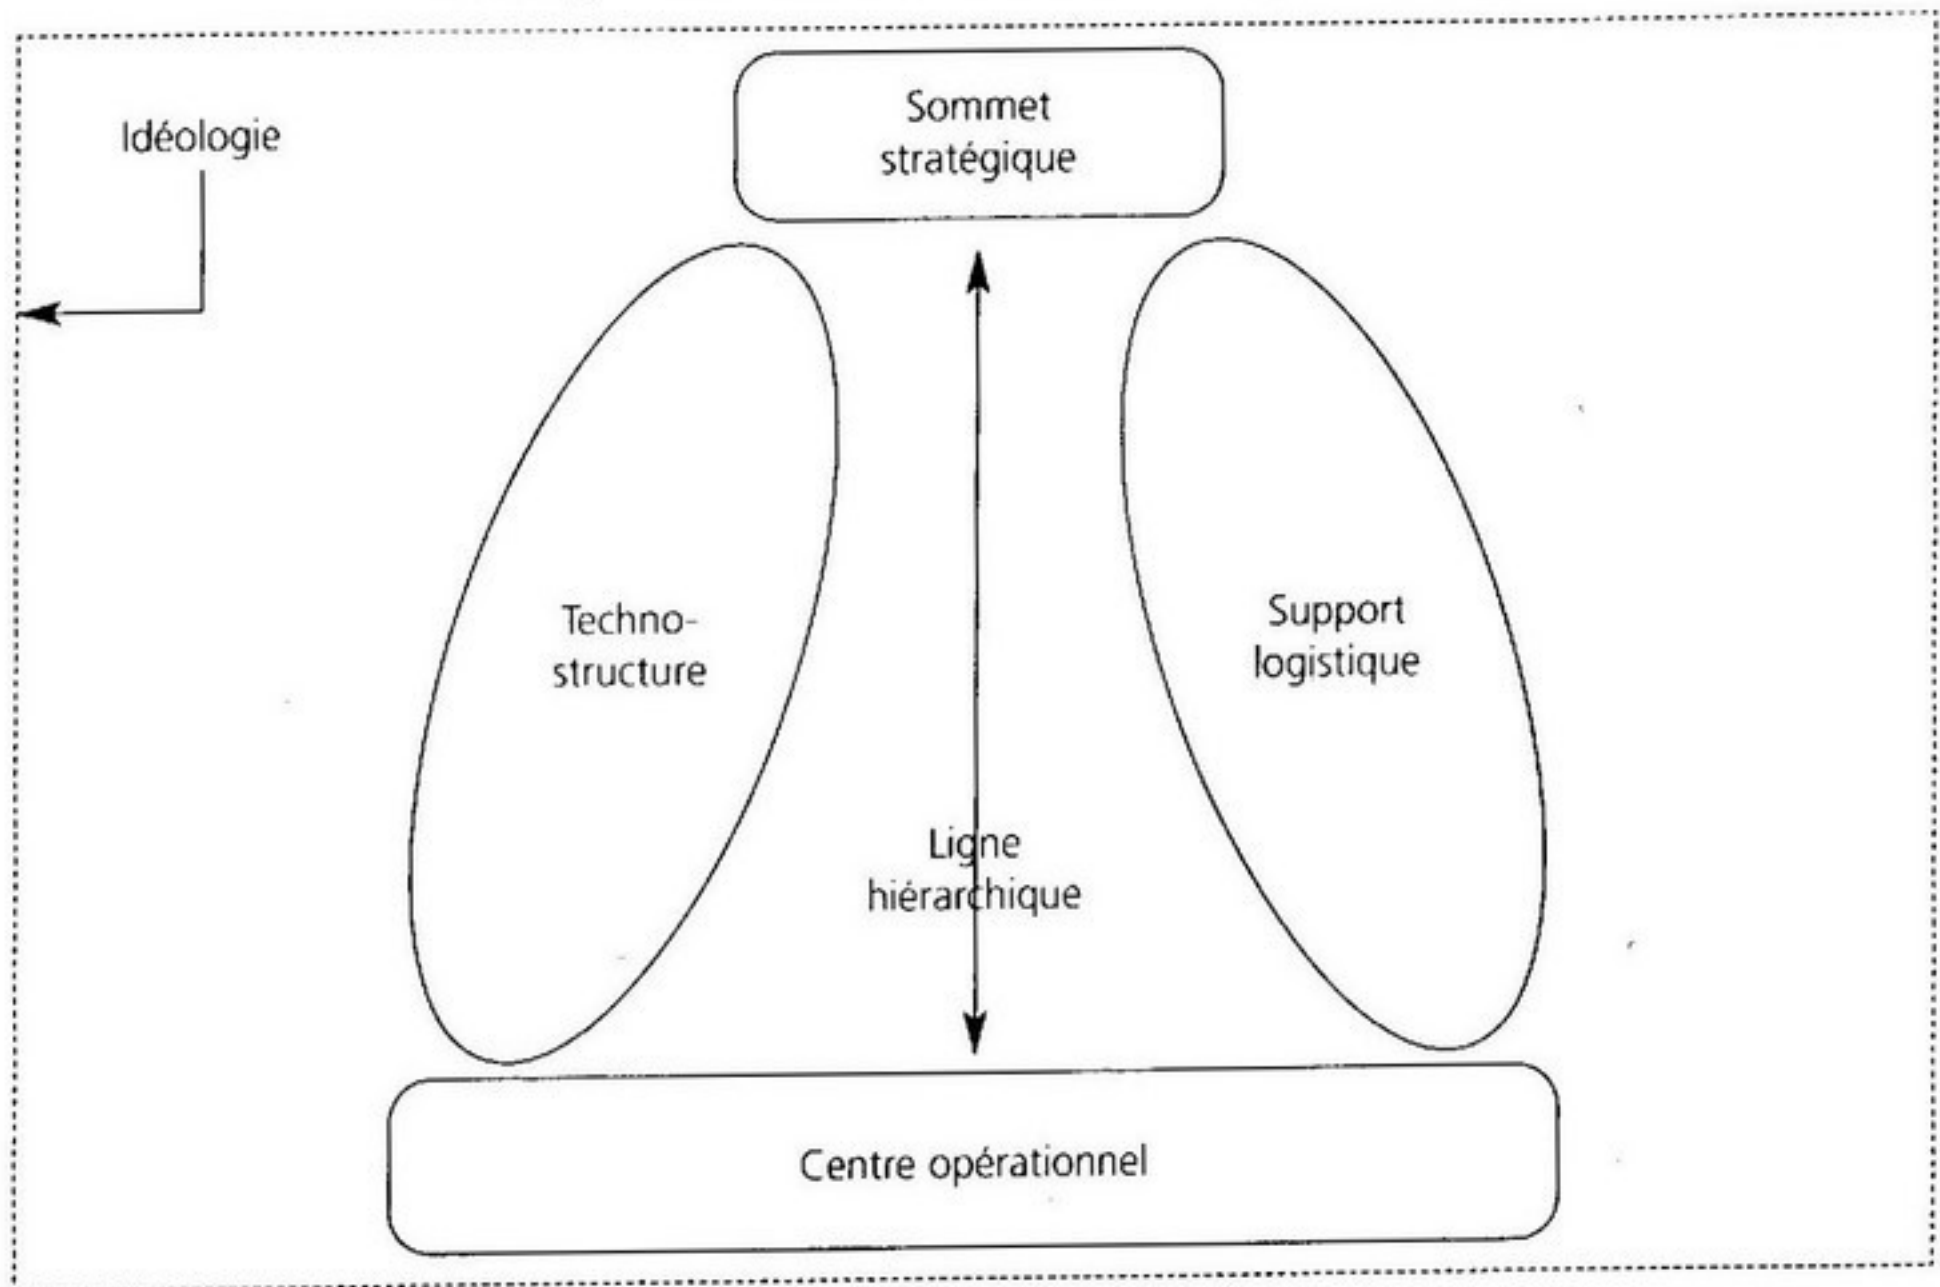 Idéologie
Sommet
stratégique
Techno-
structure
Support
logistique
Ligne
hiérarchique
Centre opérationnel